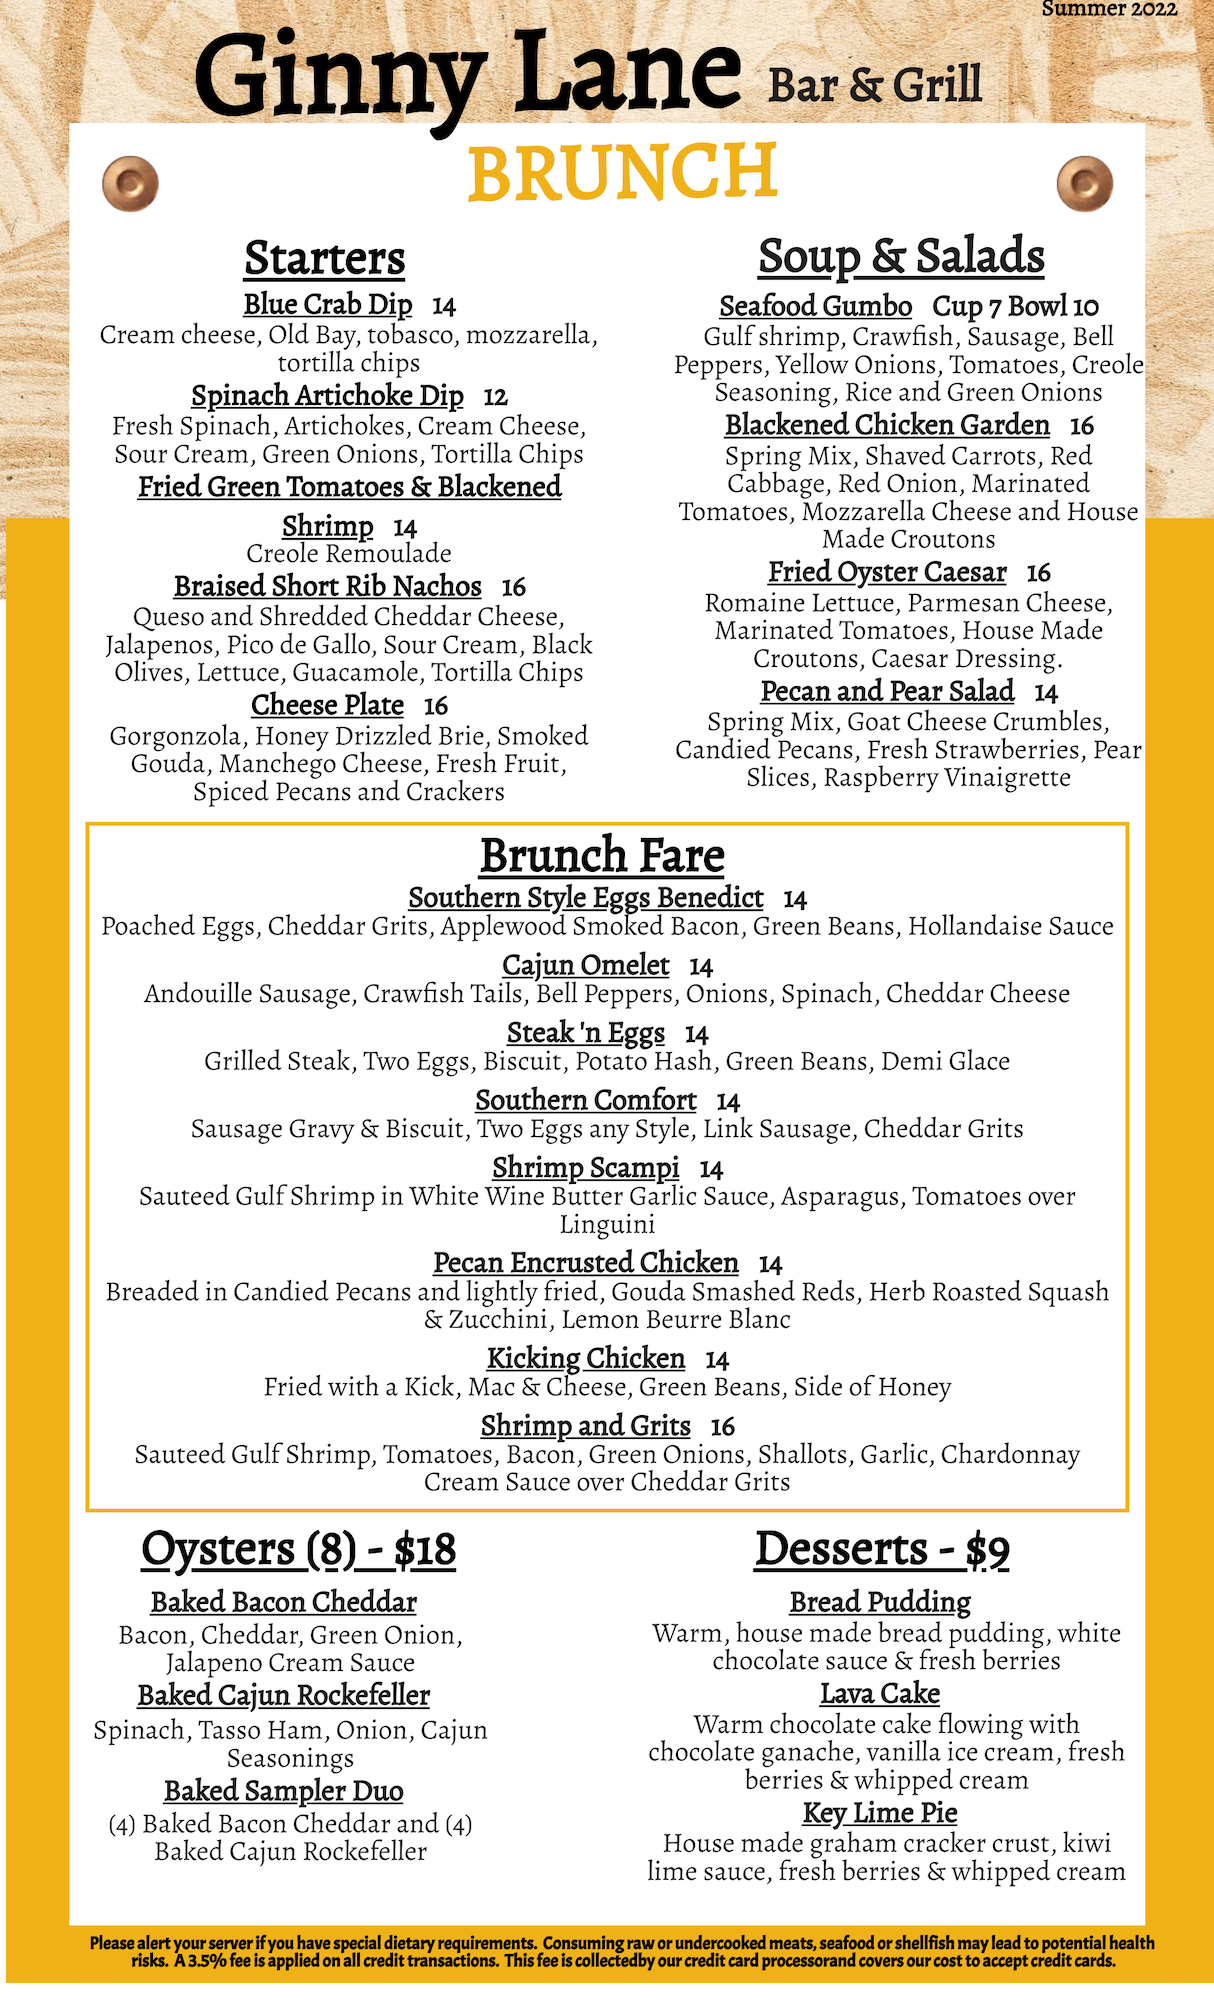 Summer 2022
Ginny Lane Bar & Grill
BRUNCH
Starters
Blue Crab Dip 14
Cream cheese, Old Bay, tobasco, mozzarella,
tortilla chips
Spinach Artichoke Dip 12
Fresh Spinach, Artichokes, Cream Cheese,
Sour Cream, Green Onions, Tortilla Chips
Fried Green Tomatoes & Blackened
Shrimp 14
Creole Remoulade
Braised Short Rib Nachos 16
Queso and Shredded Cheddar Cheese,
Jalapenos, Pico de Gallo, Sour Cream, Black
Olives, Lettuce, Guacamole, Tortilla Chips
Cheese Plate 16
Gorgonzola, Honey Drizzled Brie, Smoked
Gouda, Manchego Cheese, Fresh Fruit,
Spiced Pecans and Crackers
Soup & Salads
Seafood Gumbo Cup 7 Bowl 10
Gulf shrimp, Crawfish, Sausage, Bell
Peppers, Yellow Onions, Tomatoes, Creole
Seasoning, Rice and Green Onions
Blackened Chicken Garden 16
Spring Mix, Shaved Carrots, Red
Cabbage, Red Onion, Marinated
Tomatoes, Mozzarella Cheese and House
Made Croutons
Fried Oyster Caesar 16
Romaine Lettuce, Parmesan Cheese,
Marinated Tomatoes, House Made
Croutons, Caesar Dressing.
Pecan and Pear Salad 14
Spring Mix, Goat Cheese Crumbles,
Candied Pecans, Fresh Strawberries, Pear
Slices, Raspberry Vinaigrette
Brunch Fare
Southern Style Eggs Benedict 14
Poached Eggs, Cheddar Grits, Applewood Smoked Bacon, Green Beans, Hollandaise Sauce
Cajun Omelet 14
Andouille Sausage, Crawfish Tails, Bell Peppers, Onions, Spinach, Cheddar Cheese
Steak 'n Eggs 14
Grilled Steak, Two Eggs, Biscuit, Potato Hash, Green Beans, Demi Glace
Southern Comfort 14
Sausage Gravy & Biscuit, Two Eggs any Style, Link Sausage, Cheddar Grits
Shrimp Scampi 14
Sauteed Gulf Shrimp in White Wine Butter Garlic Sauce, Asparagus, Tomatoes over
Linguini
Pecan Encrusted Chicken 14
Breaded in Candied Pecans and lightly fried, Gouda Smashed Reds, Herb Roasted Squash
& Zucchini, Lemon Beurre Blanc
Kicking Chicken 14
Fried with a Kick, Mac & Cheese, Green Beans, Side of Honey
Shrimp and Grits 16
Sauteed Gulf Shrimp, Tomatoes, Bacon, Green Onions, Shallots, Garlic, Chardonnay
Cream Sauce over Cheddar Grits
Oysters (8) - $18
Baked Bacon Cheddar
Bacon, Cheddar, Green Onion,
Jalapeno Cream Sauce
Baked Cajun Rockefeller
Spinach, Tasso Ham, Onion, Cajun
Seasonings
Baked Sampler Duo
(4) Baked Bacon Cheddar and (4)
Baked Cajun Rockefeller
Desserts - $9
Bread Pudding
Warm, house made bread pudding, white
chocolate sauce & fresh berries
Lava Cake
Warm chocolate cake flowing with
chocolate ganache, vanilla ice cream, fresh
berries & whipped cream
Key Lime Pie
House made graham cracker crust, kiwi
lime sauce, fresh berries & whipped cream
Please alert your server if you have special dietary requirements. Consuming raw or undercooked meats, seafood or shellfish may lead to potential health
risks. A 3.5% fee is applied on all credit transactions. This fee is collectedby our credit card processorand covers our cost to accept credit cards.